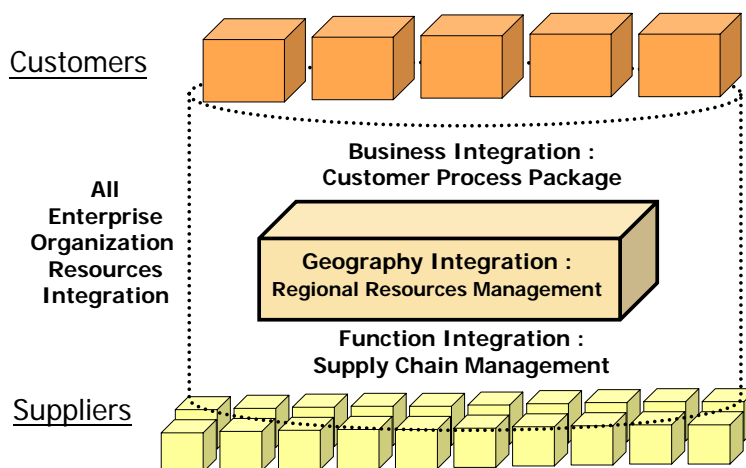 Customers
Business Integration :
Customer Process Package
All
Enterprise
Organization
Resources
Integration
Geography Integration :
Regional Resources Management
Function Integration :
Supply Chain Management
Suppliers